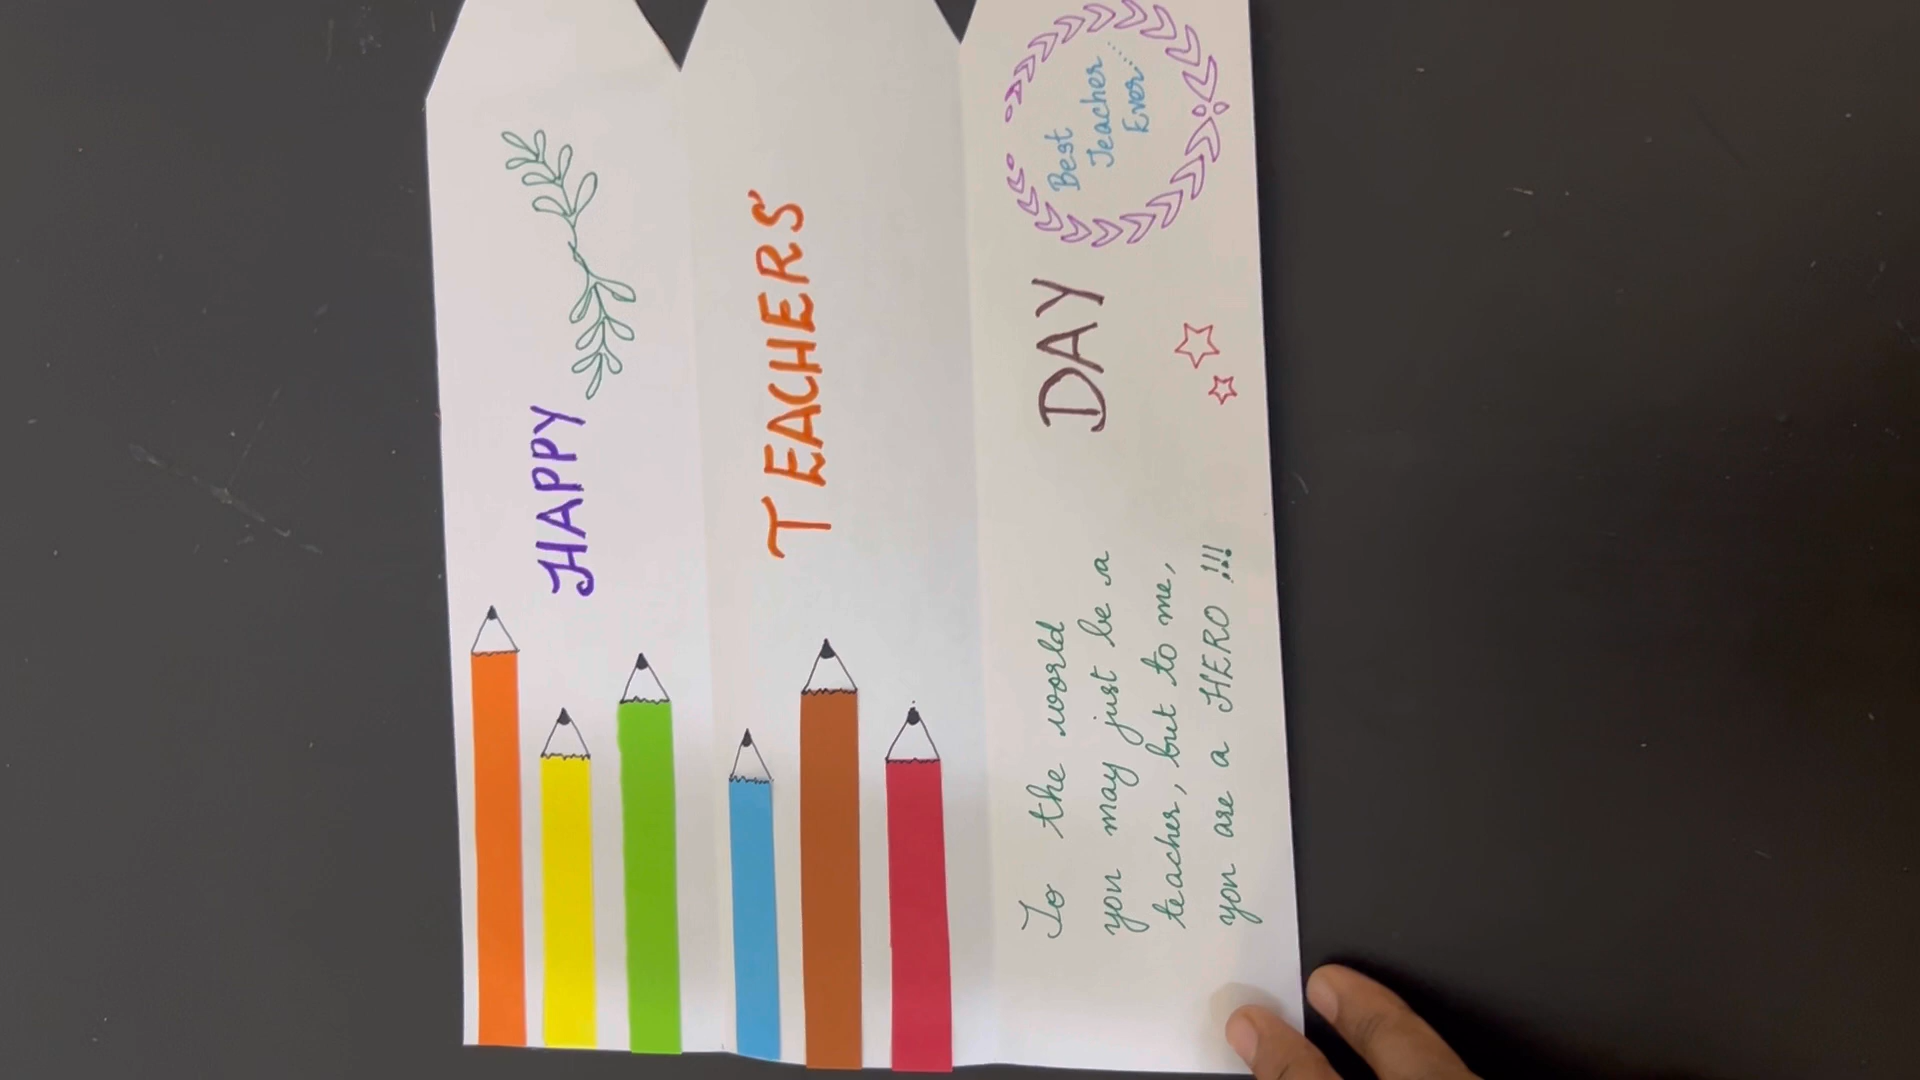 HAPPY
TEACHERS'
DAY
Best
Teacher
Ever.....
To the world
you may just be a
teacher, but to me,
you are a HERO !!!